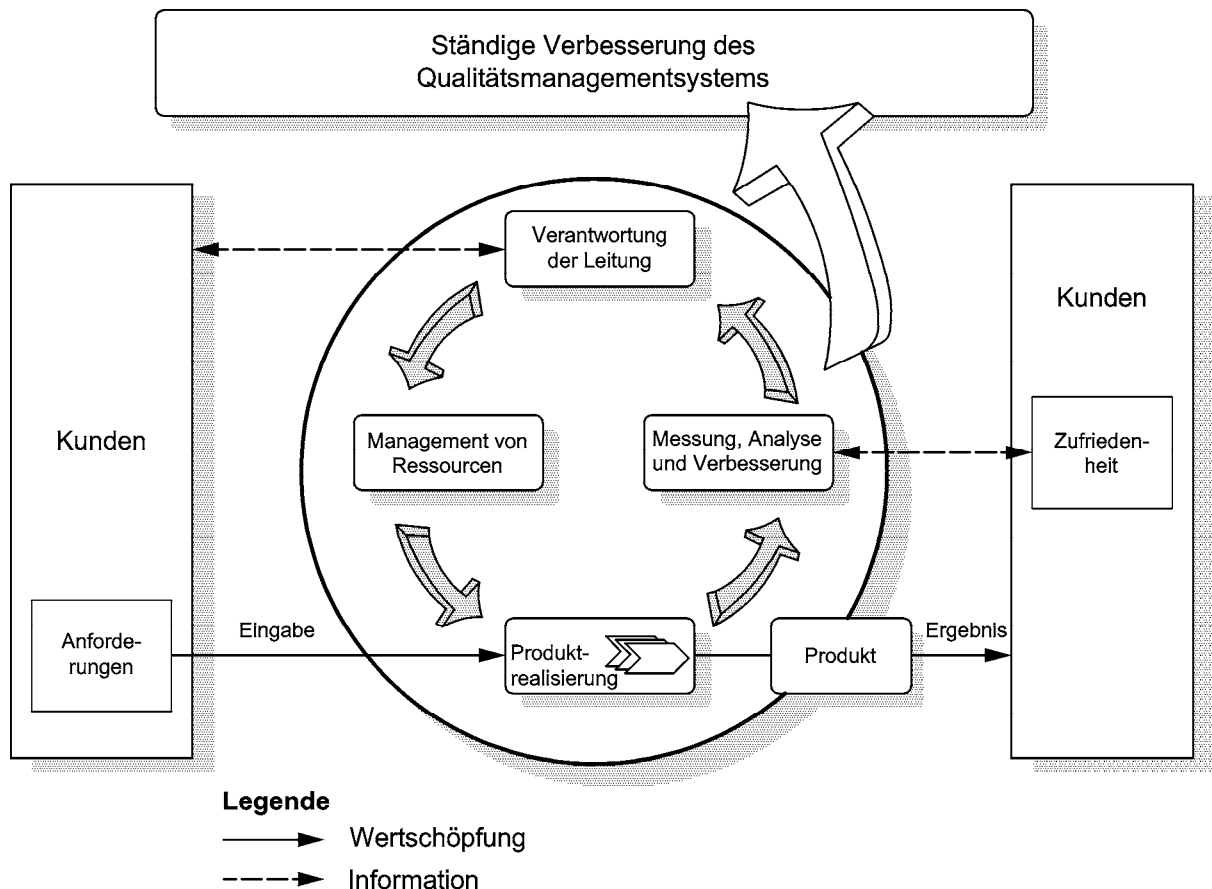 Ständige Verbesserung des
Qualitätsmanagementsystems
Kunden
Anforde-
rungen
Eingabe
Verantwortung
der Leitung
Management von
Ressourcen
Messung, Analyse
und Verbesserung
Produkt-
realisierung
Produkt
Ergebnis
Kunden
Zufrieden-
heit
Legende
Wertschöpfung
Information